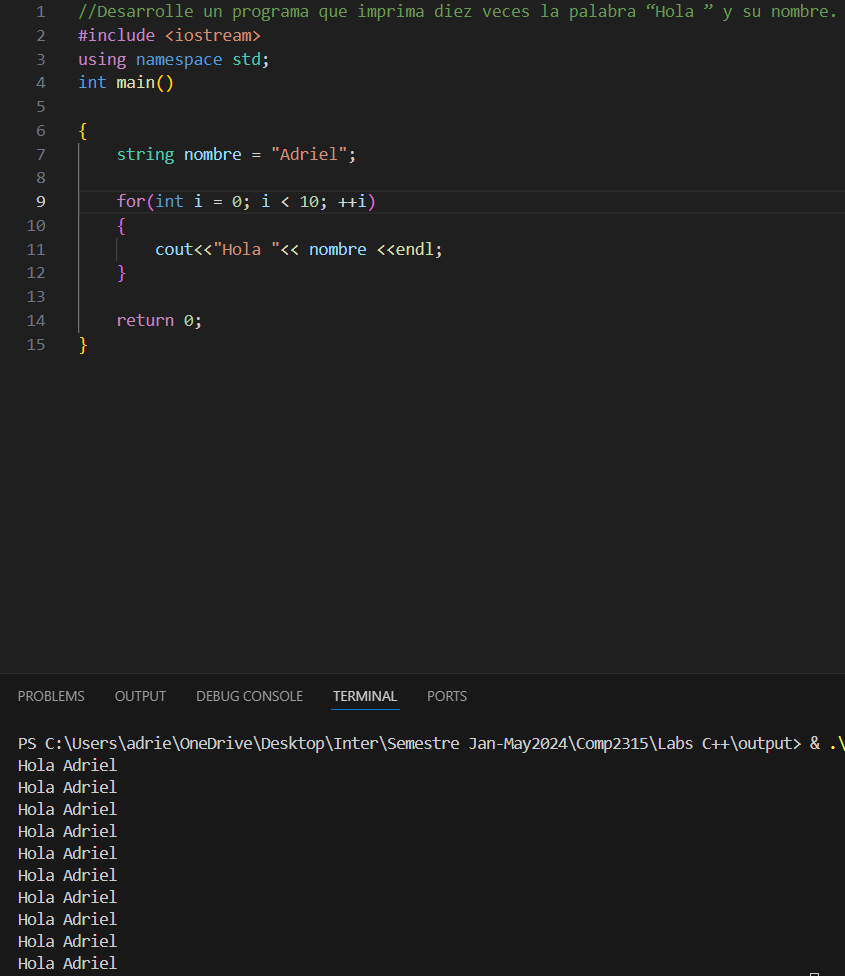 1 //Desarrolle un programa que imprima diez veces la palabra “Hola ” y su nombre.
2 #include <iostream>
3 using namespace std;
4 int main()
5
6 {
7     string nombre = "Adriel";
8
9     for(int i = 0; i < 10; ++i)
10     {
11         cout<<"Hola "<< nombre <<endl;
12     }
13
14     return 0;
15 }
PROBLEMS OUTPUT DEBUG CONSOLE TERMINAL PORTS
PS C:\Users\adrie\OneDrive\Desktop\Inter\Semestre Jan-May2024\Comp2315\Labs C++\output> & .\
Hola Adriel
Hola Adriel
Hola Adriel
Hola Adriel
Hola Adriel
Hola Adriel
Hola Adriel
Hola Adriel
Hola Adriel
Hola Adriel